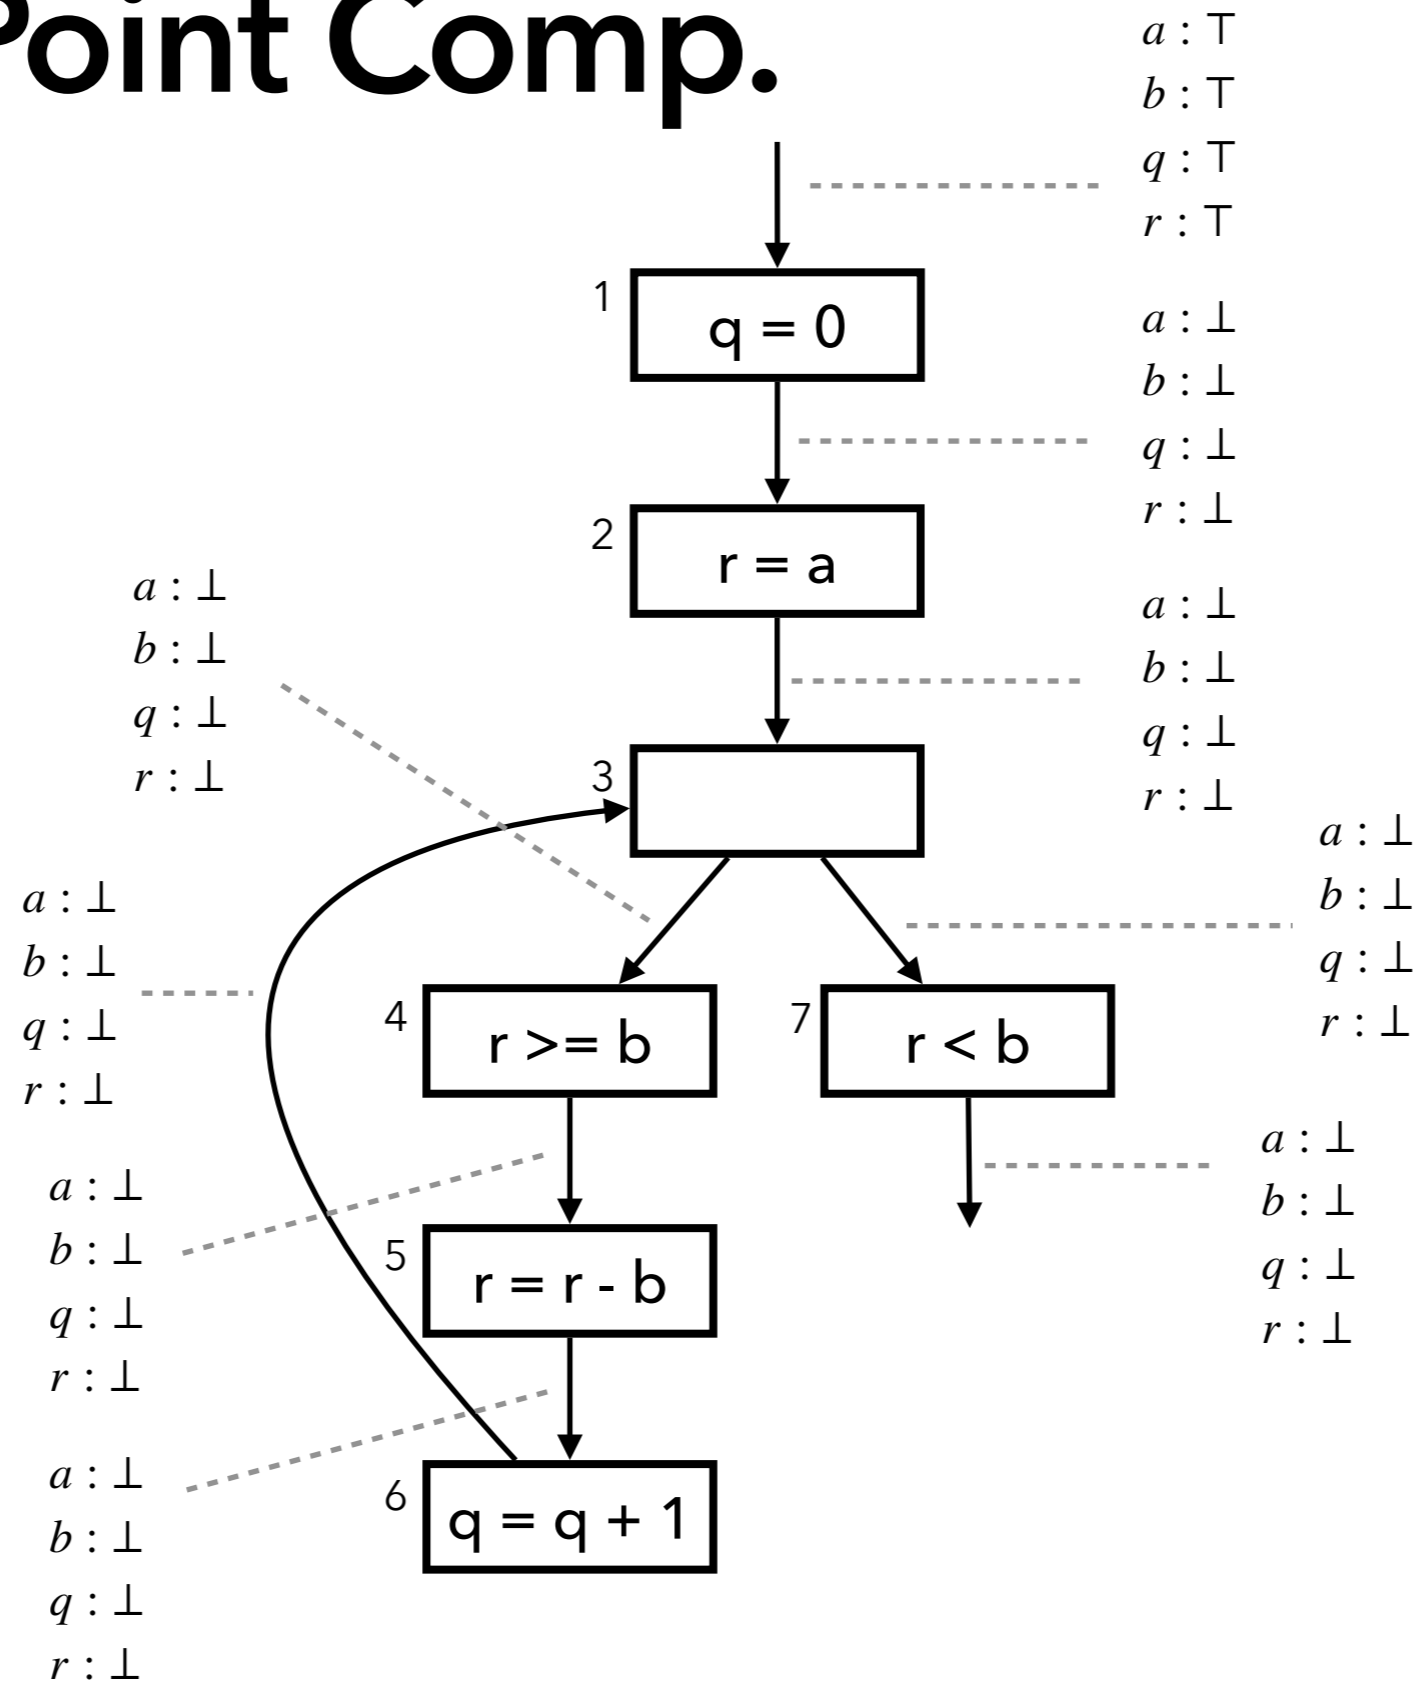 Point Comp.
a : ⊤
b : ⊤
q : ⊤
r : ⊤
1
q = 0
a : ⊥
b : ⊥
q : ⊥
r : ⊥
2
r = a
a : ⊥
b : ⊥
q : ⊥
r : ⊥
a : ⊥
b : ⊥
q : ⊥
r : ⊥
3
a : ⊥
b : ⊥
q : ⊥
r : ⊥
a : ⊥
b : ⊥
q : ⊥
r : ⊥
4
r >= b
7
r < b
a : ⊥
b : ⊥
q : ⊥
r : ⊥
a : ⊥
b : ⊥
q : ⊥
r : ⊥
5
r = r - b
a : ⊥
b : ⊥
q : ⊥
r : ⊥
6
q = q + 1